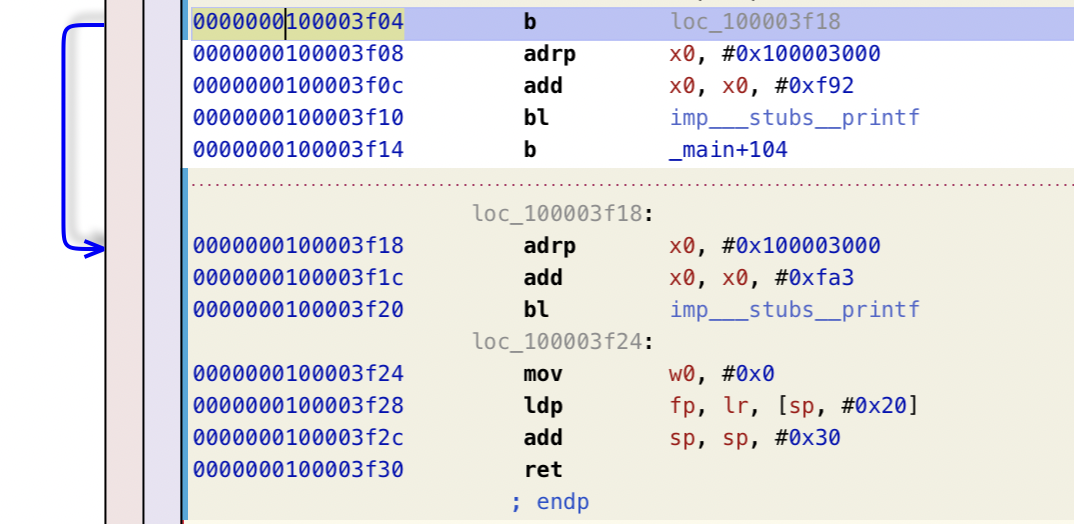 0000000100003f04 b loc_100003f18
0000000100003f08 adrp x0, #0x100003000
0000000100003f0c add x0, x0, #0xf92
0000000100003f10 bl imp___stubs__printf
0000000100003f14 b _main+104
loc_100003f18:
0000000100003f18 adrp x0, #0x100003000
0000000100003f1c add x0, x0, #0xfa3
0000000100003f20 bl imp___stubs__printf
loc_100003f24:
0000000100003f24 mov w0, #0x0
0000000100003f28 ldp fp, lr, [sp, #0x20]
0000000100003f2c add sp, sp, #0x30
0000000100003f30 ret
; endp